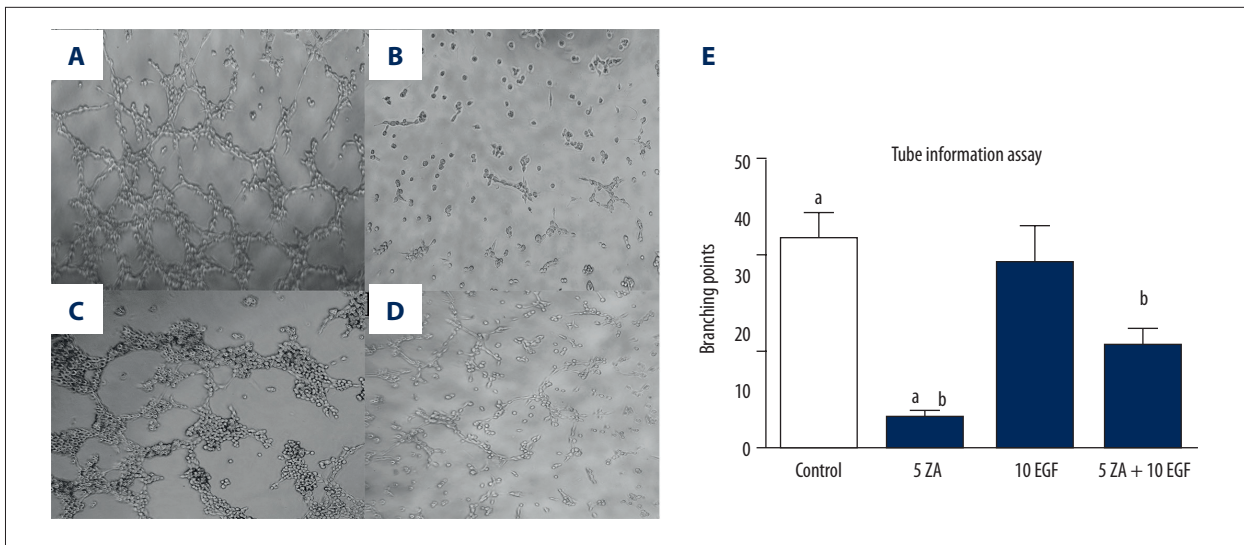 A
B
C
D
E
Tube information assay
Branching points
50
40
30
20
10
0
a
a b
b
Control
5 ZA
10 EGF
5 ZA + 10 EGF